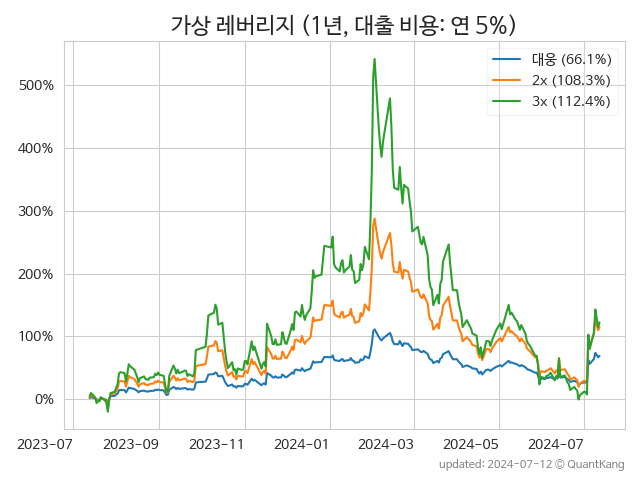 가상 레버리지 (1년, 대출 비용: 연 5%)
대웅 (66.1%)
2x (108.3%)
3x (112.4%)
500%
400%
300%
200%
100%
0%
2023-07 2023-09 2023-11 2024-01 2024-03 2024-05 2024-07
updated: 2024-07-12 © QuantKang